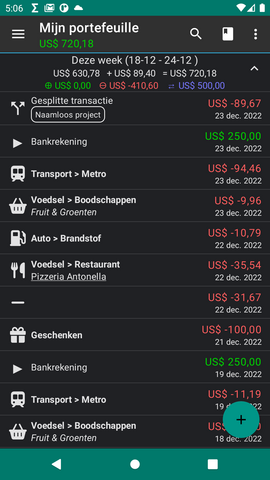 5:06
Mijn portefeuille
US$ 720,18
Deze week (18-12 - 24-12 )
US$ 630,78 + US$ 89,40 = US$ 720,18
US$ 0,00 US$ -410,60 US$ 500,00
Gesplitte transactie US$ -89,67
Naamloos project 23 dec. 2022
Bankrekening US$ 250,00
23 dec. 2022
Transport > Metro US$ -94,46
23 dec. 2022
Voedsel > Boodschappen US$ -9,96
Fruit & Groenten 23 dec. 2022
Auto > Brandstof US$ -10,79
22 dec. 2022
Voedsel > Restaurant US$ -35,54
Pizzeria Antonella 22 dec. 2022
— US$ -31,67
22 dec. 2022
Geschenken US$ -100,00
21 dec. 2022
Bankrekening US$ 250,00
19 dec. 2022
Transport > Metro US$ -11,19
19
Voedsel > Boodschappen
Fruit & Groenten 18 dec. 2022